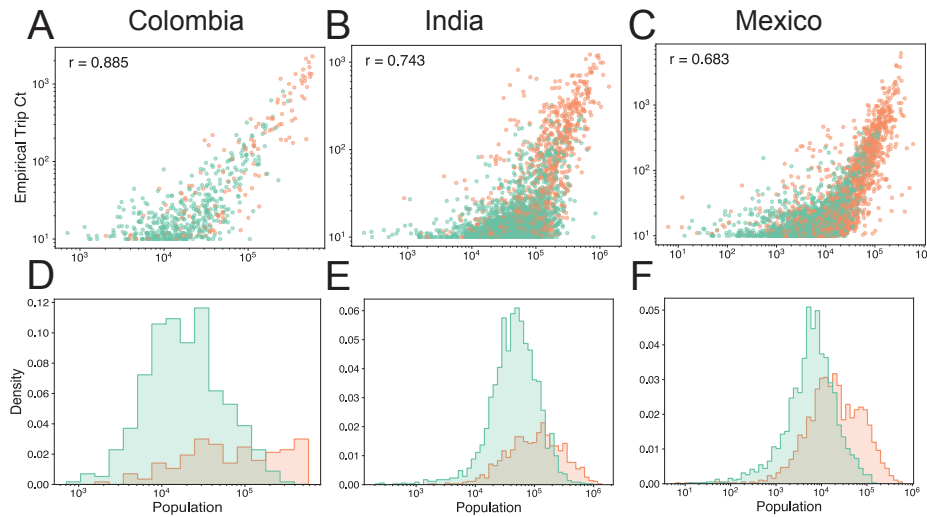 A Colombia
B India
C Mexico
r = 0.885
r = 0.743
r = 0.683
Empirical Trip Ct
10³
10²
10¹
10³ 10⁴ 10⁵
10³
10²
10¹
10³ 10⁴ 10⁵ 10⁶
10³
10²
10¹
10¹ 10² 10³ 10⁴ 10⁵ 10
D
E
F
Density
0.12
0.10
0.08
0.06
0.04
0.02
0.00
10³ 10⁴ 10⁵
Population
0.06
0.05
0.04
0.03
0.02
0.01
0.00
10³ 10⁴ 10⁵ 10⁶
Population
0.05
0.04
0.03
0.02
0.01
0.00
10¹ 10² 10³ 10⁴ 10⁵ 10⁶
Population